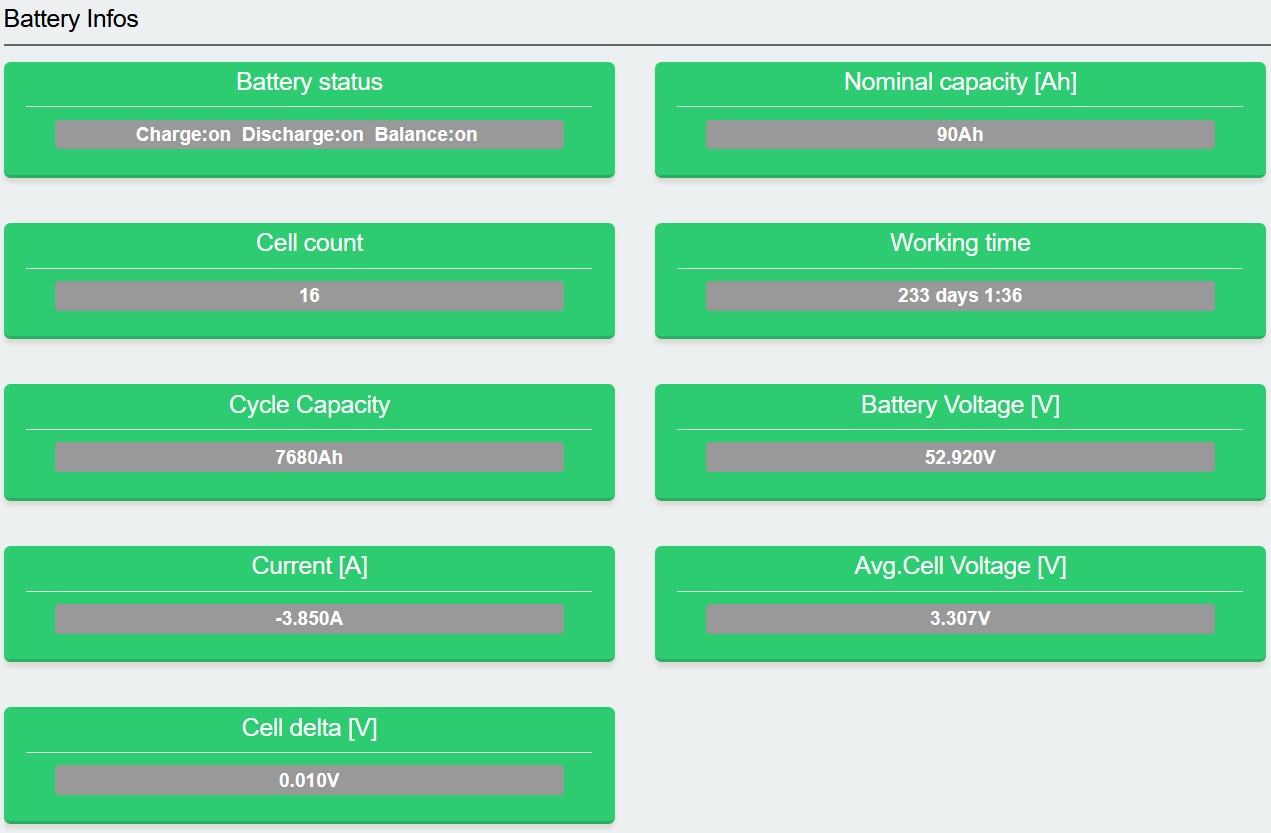 Battery Infos
Battery status
Charge:on Discharge:on Balance:on
Nominal capacity [Ah]
90Ah
Cell count
16
Working time
233 days 1:36
Cycle Capacity
7680Ah
Battery Voltage [V]
52.920V
Current [A]
-3.850A
Avg.Cell Voltage [V]
3.307V
Cell delta [V]
0.010V